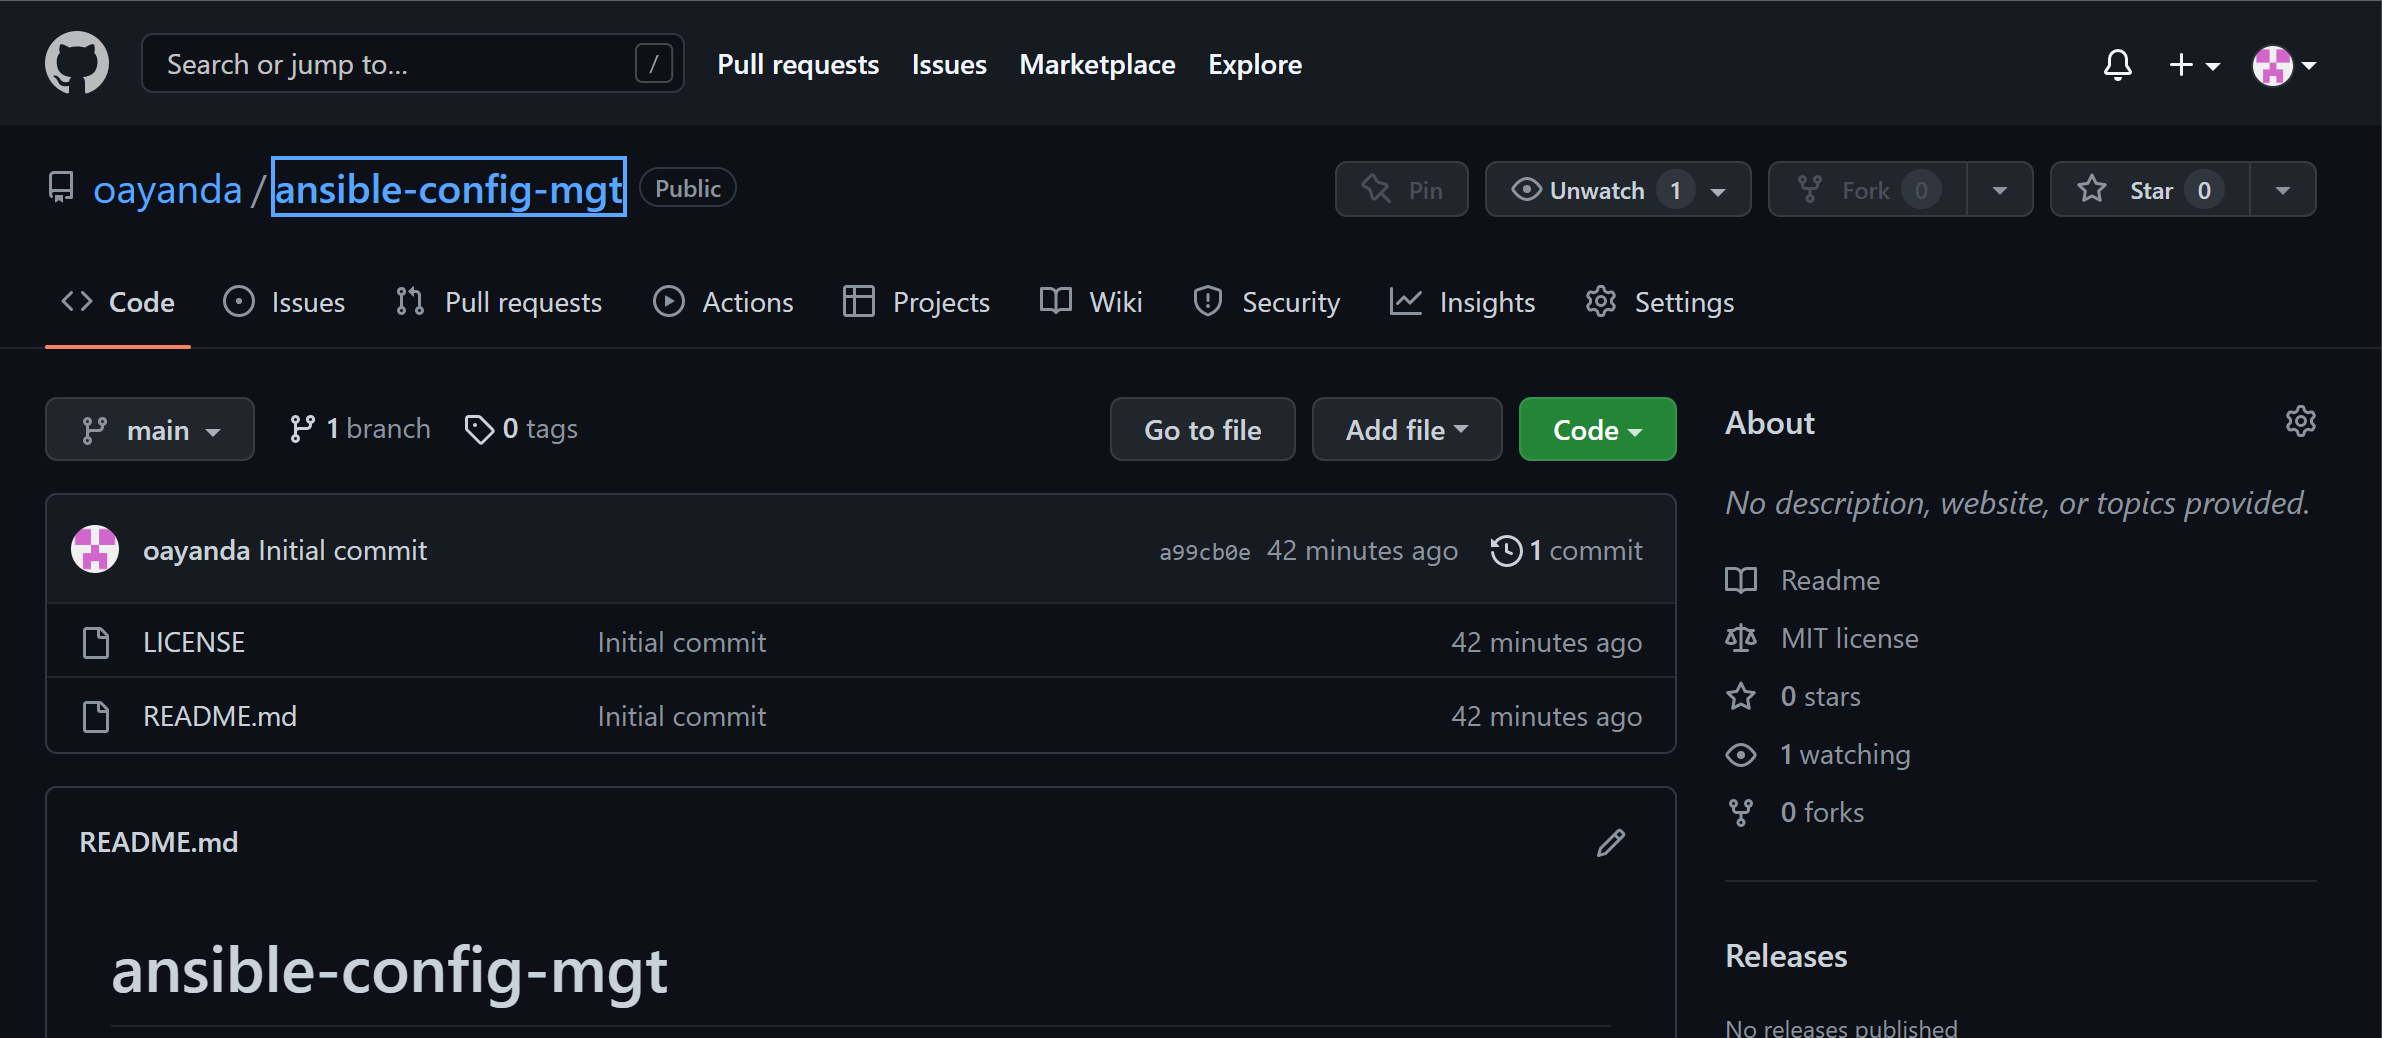 Search or jump to... /
Pull requests Issues Marketplace Explore
oayanda / ansible-config-mgt Public
Pin Unwatch 1 Fork 0 Star 0
Code Issues Pull requests Actions Projects Wiki Security Insights Settings
main 1 branch 0 tags Go to file Add file Code
oayanda Initial commit a99cb0e 42 minutes ago 1 commit
LICENSE Initial commit 42 minutes ago
README.md Initial commit 42 minutes ago
README.md
ansible-config-mgt
About
No description, website, or topics provided.
Readme
MIT license
0 stars
1 watching
0 forks
Releases
No releases published